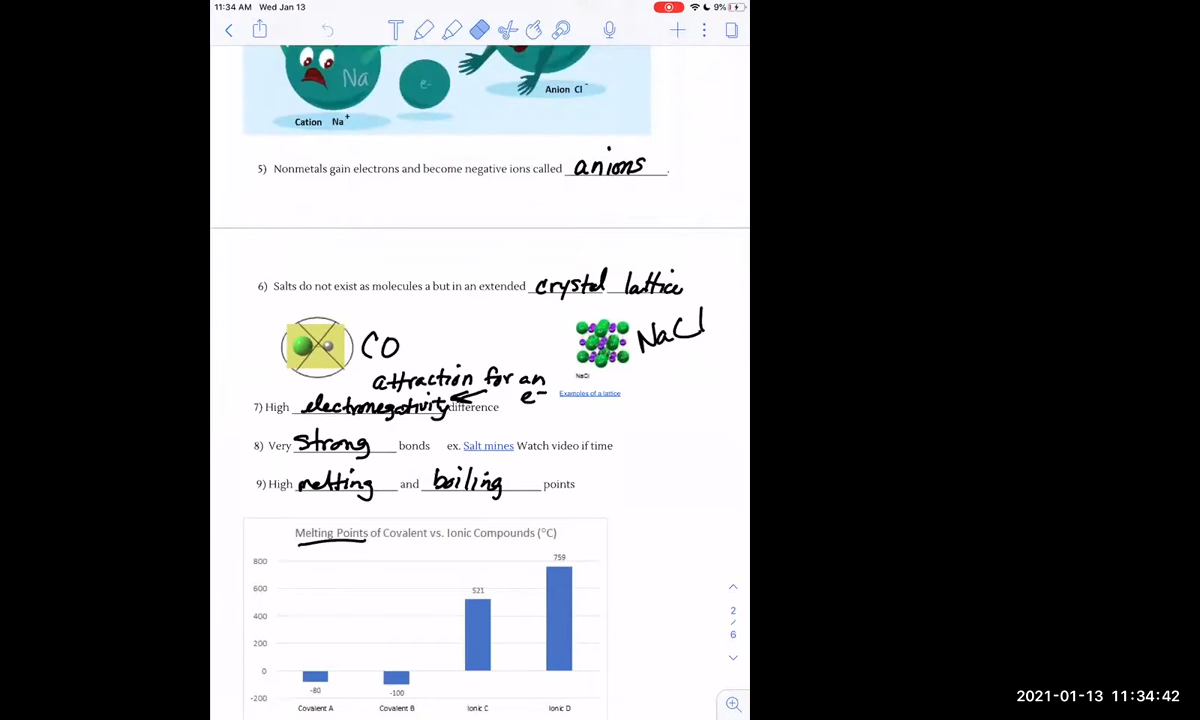 11:34 AM Wed Jan 13
9%
T
Na
e-
Anion Cl -
Cation Na +
5) Nonmetals gain electrons and become negative ions called anions.
6) Salts do not exist as molecules a but in an extended crystal lattice
CO
NaCl
NaCl
attraction for an
e-
Examples of a lattice
7) High electronegativity difference
8) Very strong bonds ex. Salt mines Watch video if time
9) High melting and boiling points
Melting Points of Covalent vs. Ionic Compounds (°C)
800
759
600
521
400
200
0
-80
-100
-200
Covalent A
Covalent B
Ionic C
Ionic D
2
/
6
2021-01-13 11:34:42